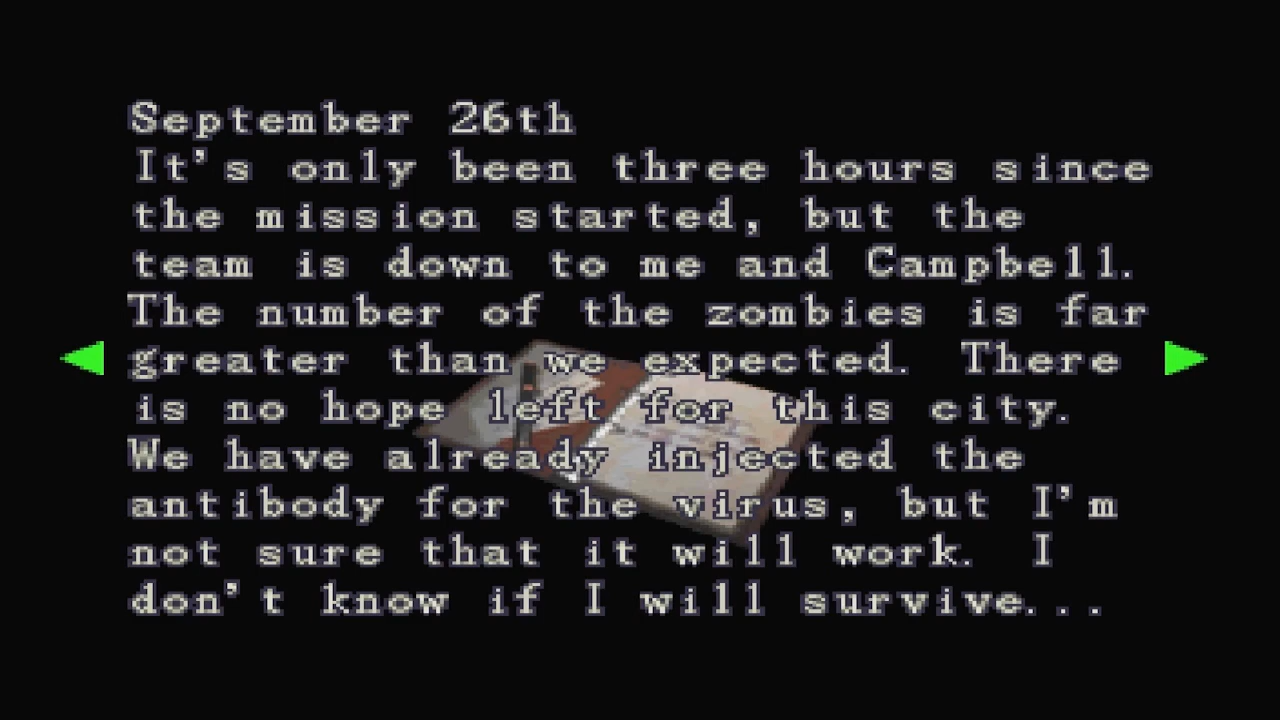 September 26th
It's only been three hours since
the mission started, but the
team is down to me and Campbell.
The number of the zombies is far
greater than we expected. There
is no hope left for this city.
We have already injected the
antibody for the virus, but I'm
not sure that it will work. I
don't know if I will survive...